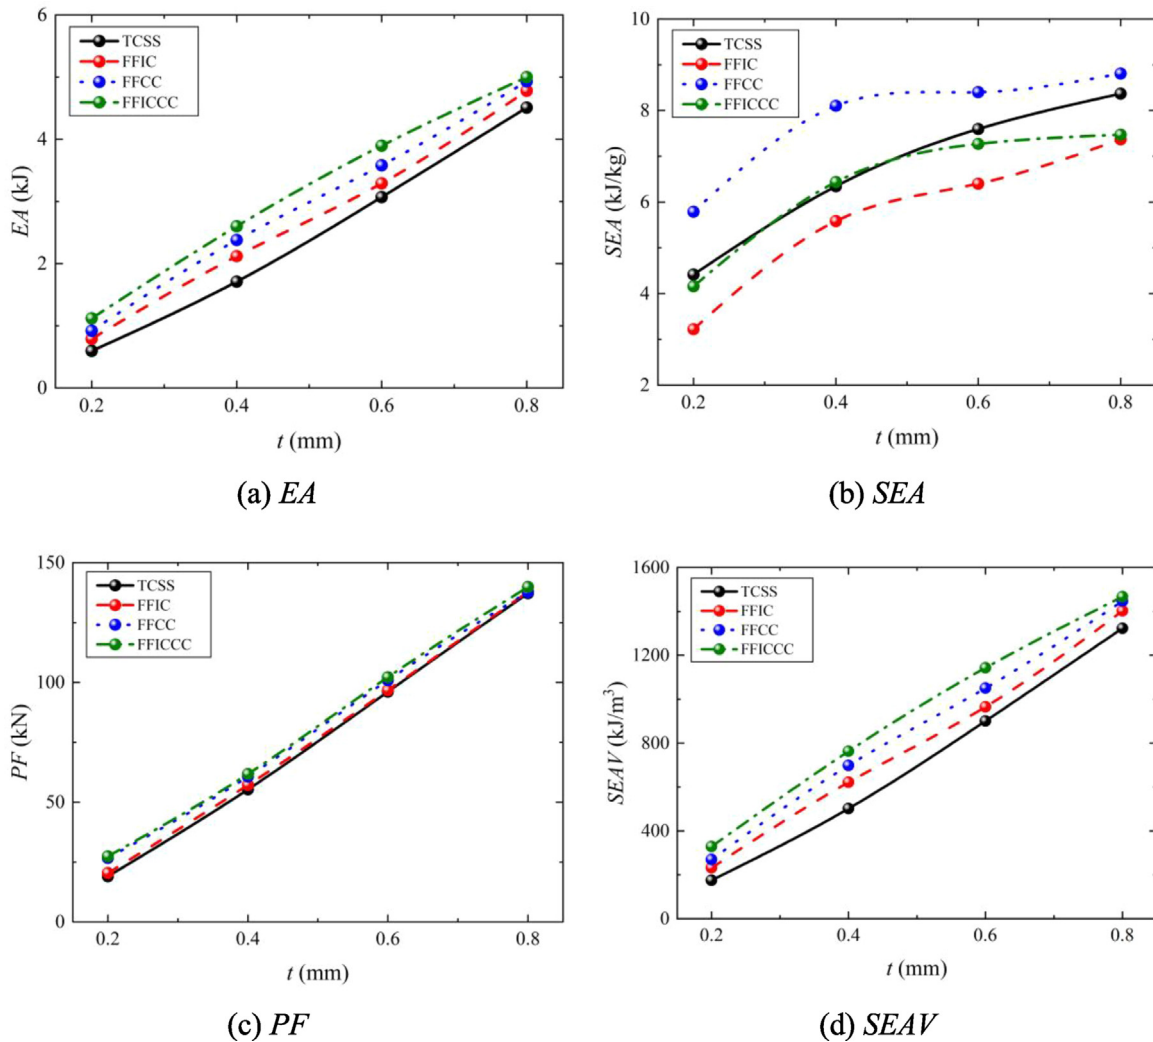 6
4
2
0
EA (kJ)
TCSS
FFIC
FFCC
FFICCC
0.2 0.4 0.6 0.8
t (mm)
(a) EA
10
8
6
4
2
SEA (kJ/kg)
TCSS
FFIC
FFCC
FFICCC
0.2 0.4 0.6 0.8
t (mm)
(b) SEA
150
100
50
0
PF (kN)
TCSS
FFIC
FFCC
FFICCC
0.2 0.4 0.6 0.8
t (mm)
(c) PF
1600
1200
800
400
0
SEAV (kJ/m³)
TCSS
FFIC
FFCC
FFICCC
0.2 0.4 0.6 0.8
t (mm)
(d) SEAV